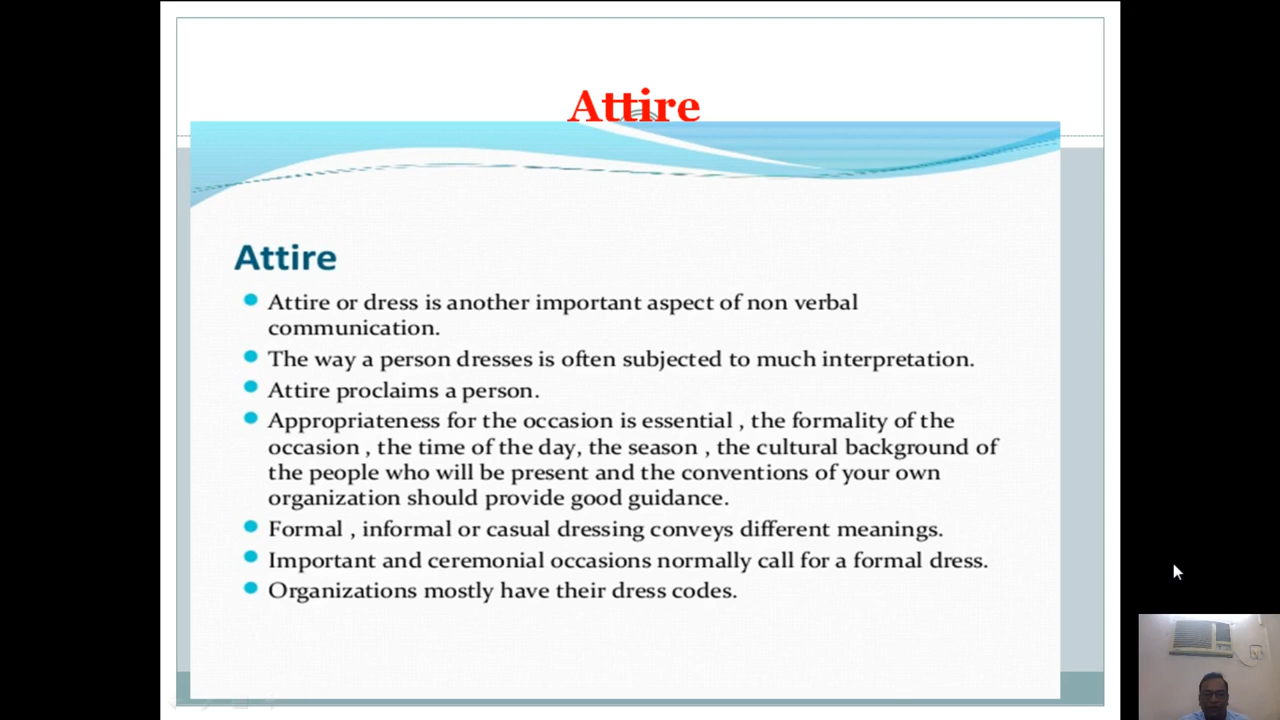 Attire
Attire
Attire or dress is another important aspect of non verbal
communication.
The way a person dresses is often subjected to much interpretation.
Attire proclaims a person.
Appropriateness for the occasion is essential , the formality of the
occasion , the time of the day, the season , the cultural background of
the people who will be present and the conventions of your own
organization should provide good guidance.
Formal , informal or casual dressing conveys different meanings.
Important and ceremonial occasions normally call for a formal dress.
Organizations mostly have their dress codes.